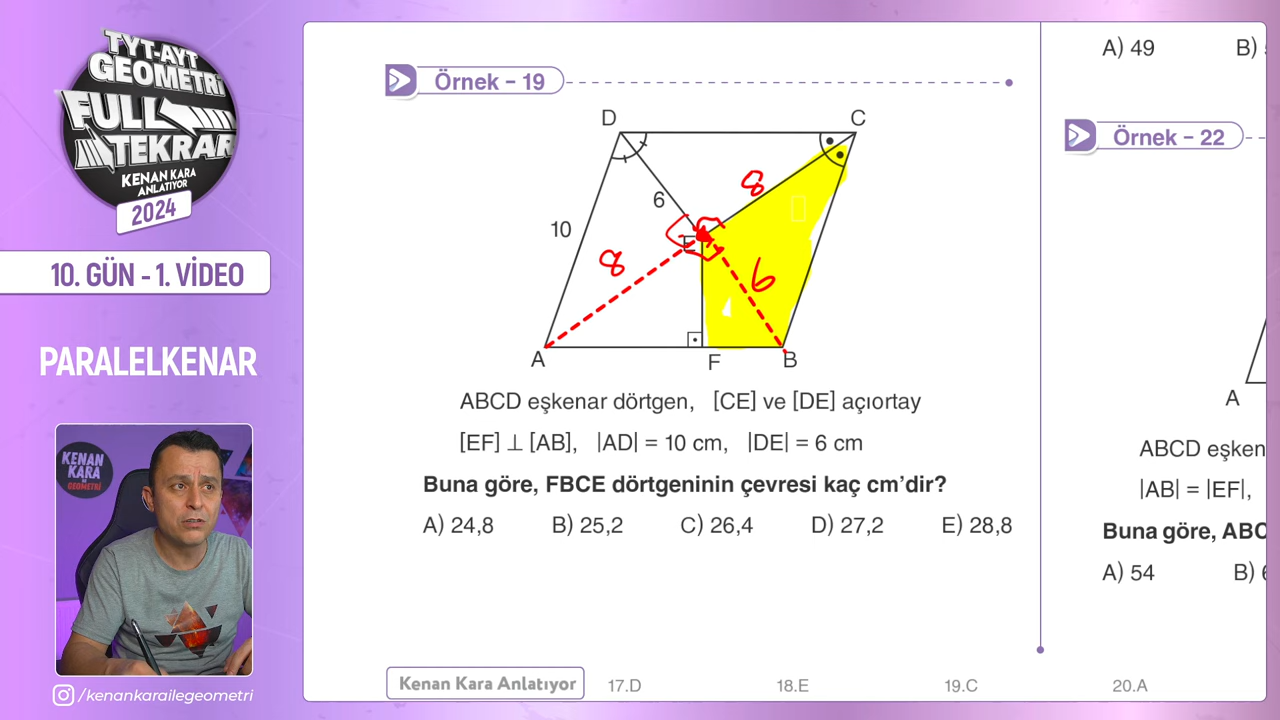 TYT-AYT
GEOMETRİ
FULL
TEKRAR
KENAN KARA
ANLATIYOR
2024
10. GÜN - 1. VİDEO
PARALELKENAR
KENAN
KARA
GEOMETRİ
/kenankarailegeometri
Örnek - 19
D C
10 6 8
E
8 6
A F B
ABCD eşkenar dörtgen, [CE] ve [DE] açıortay
[EF] ⊥ [AB], |AD| = 10 cm, |DE| = 6 cm
Buna göre, FBCE dörtgeninin çevresi kaç cm'dir?
A) 24,8 B) 25,2 C) 26,4 D) 27,2 E) 28,8
Kenan Kara Anlatıyor 17.D 18.E 19.C 20.A
A) 49 B)
Örnek - 22
A
ABCD eşken
|AB| = |EF|,
Buna göre, ABC
A) 54 B)